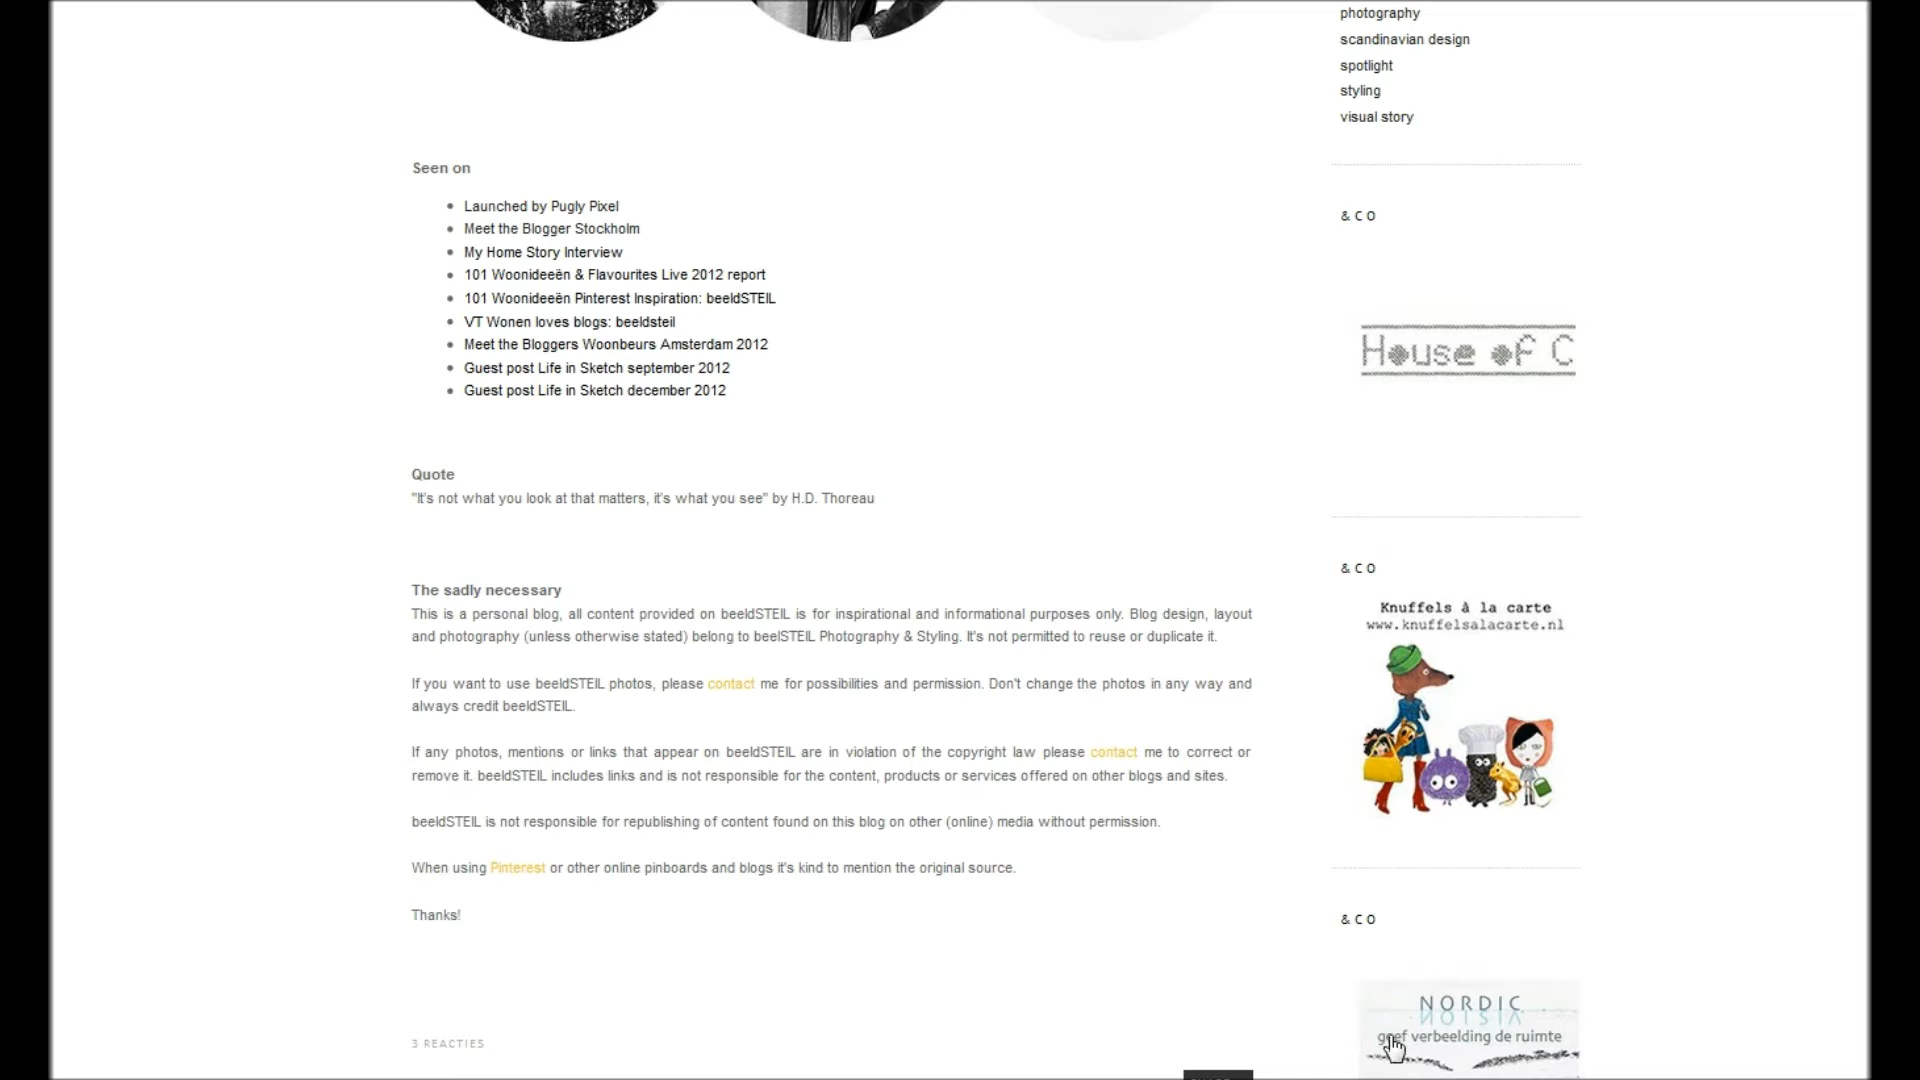 photography
scandinavian design
spotlight
styling
visual story
Seen on
Launched by Pugly Pixel
Meet the Blogger Stockholm
My Home Story Interview
101 Woonideeën & Flavourites Live 2012 report
101 Woonideeën Pinterest Inspiration: beeldSTEIL
VT Wonen loves blogs: beeldsteil
Meet the Bloggers Woonbeurs Amsterdam 2012
Guest post Life in Sketch september 2012
Guest post Life in Sketch december 2012
Quote
"It's not what you look at that matters, it's what you see" by H.D. Thoreau
The sadly necessary
This is a personal blog, all content provided on beeldSTEIL is for inspirational and informational purposes only. Blog design, layout
and photography (unless otherwise stated) belong to beelSTEIL Photography & Styling. It's not permitted to reuse or duplicate it.
If you want to use beeldSTEIL photos, please contact me for possibilities and permission. Don't change the photos in any way and
always credit beeldSTEIL.
If any photos, mentions or links that appear on beeldSTEIL are in violation of the copyright law please contact me to correct or
remove it. beeldSTEIL includes links and is not responsible for the content, products or services offered on other blogs and sites.
beeldSTEIL is not responsible for republishing of content found on this blog on other (online) media without permission.
When using Pinterest or other online pinboards and blogs it's kind to mention the original source.
Thanks!
3 REACTIES
& C O
House of C
& C O
Knuffels à la carte
www.knuffelsalacarte.nl
& C O
NORDIC
VISION
geef verbeelding de ruimte